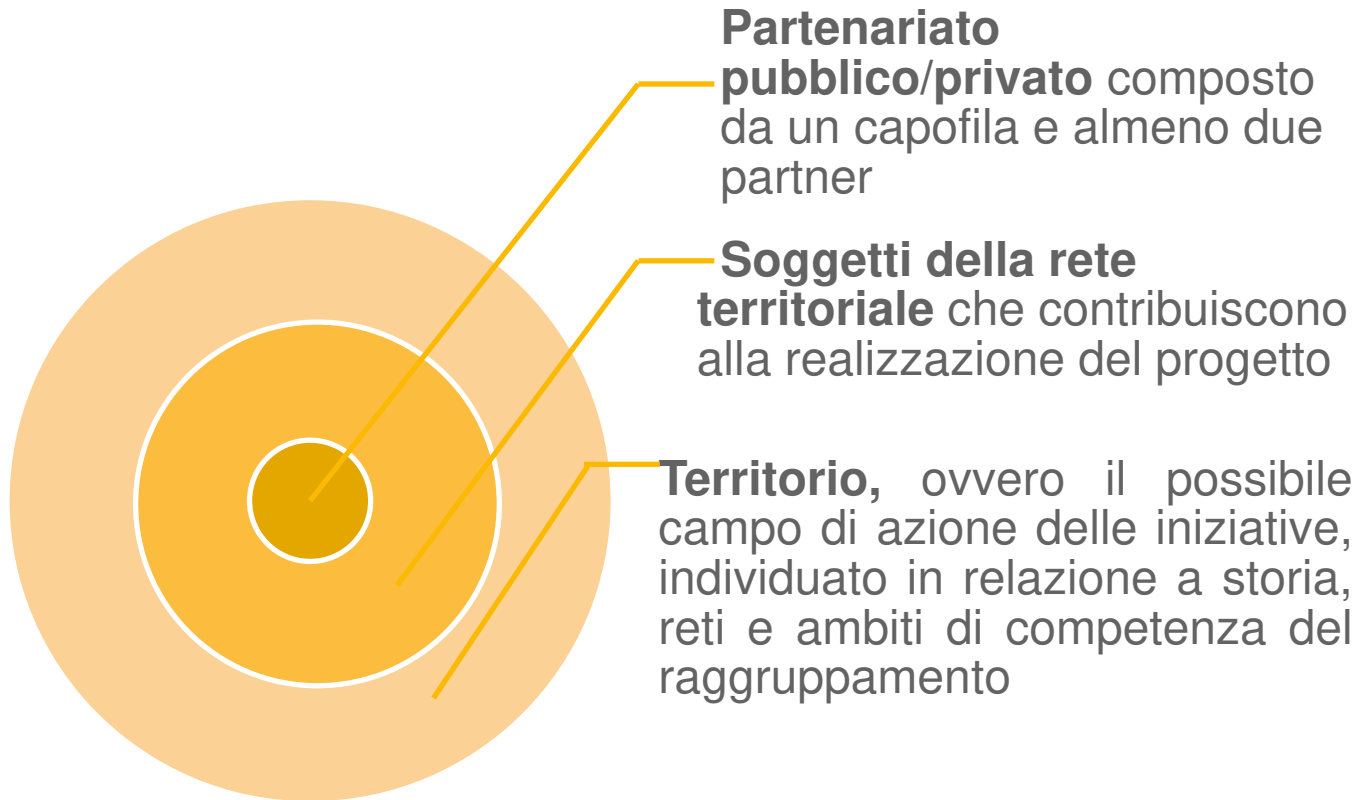 Partenariato
pubblico/privato composto
da un capofila e almeno due
partner
Soggetti della rete
territoriale che contribuiscono
alla realizzazione del progetto
Territorio, ovvero il possibile
campo di azione delle iniziative,
individuato in relazione a storia,
reti e ambiti di competenza del
raggruppamento